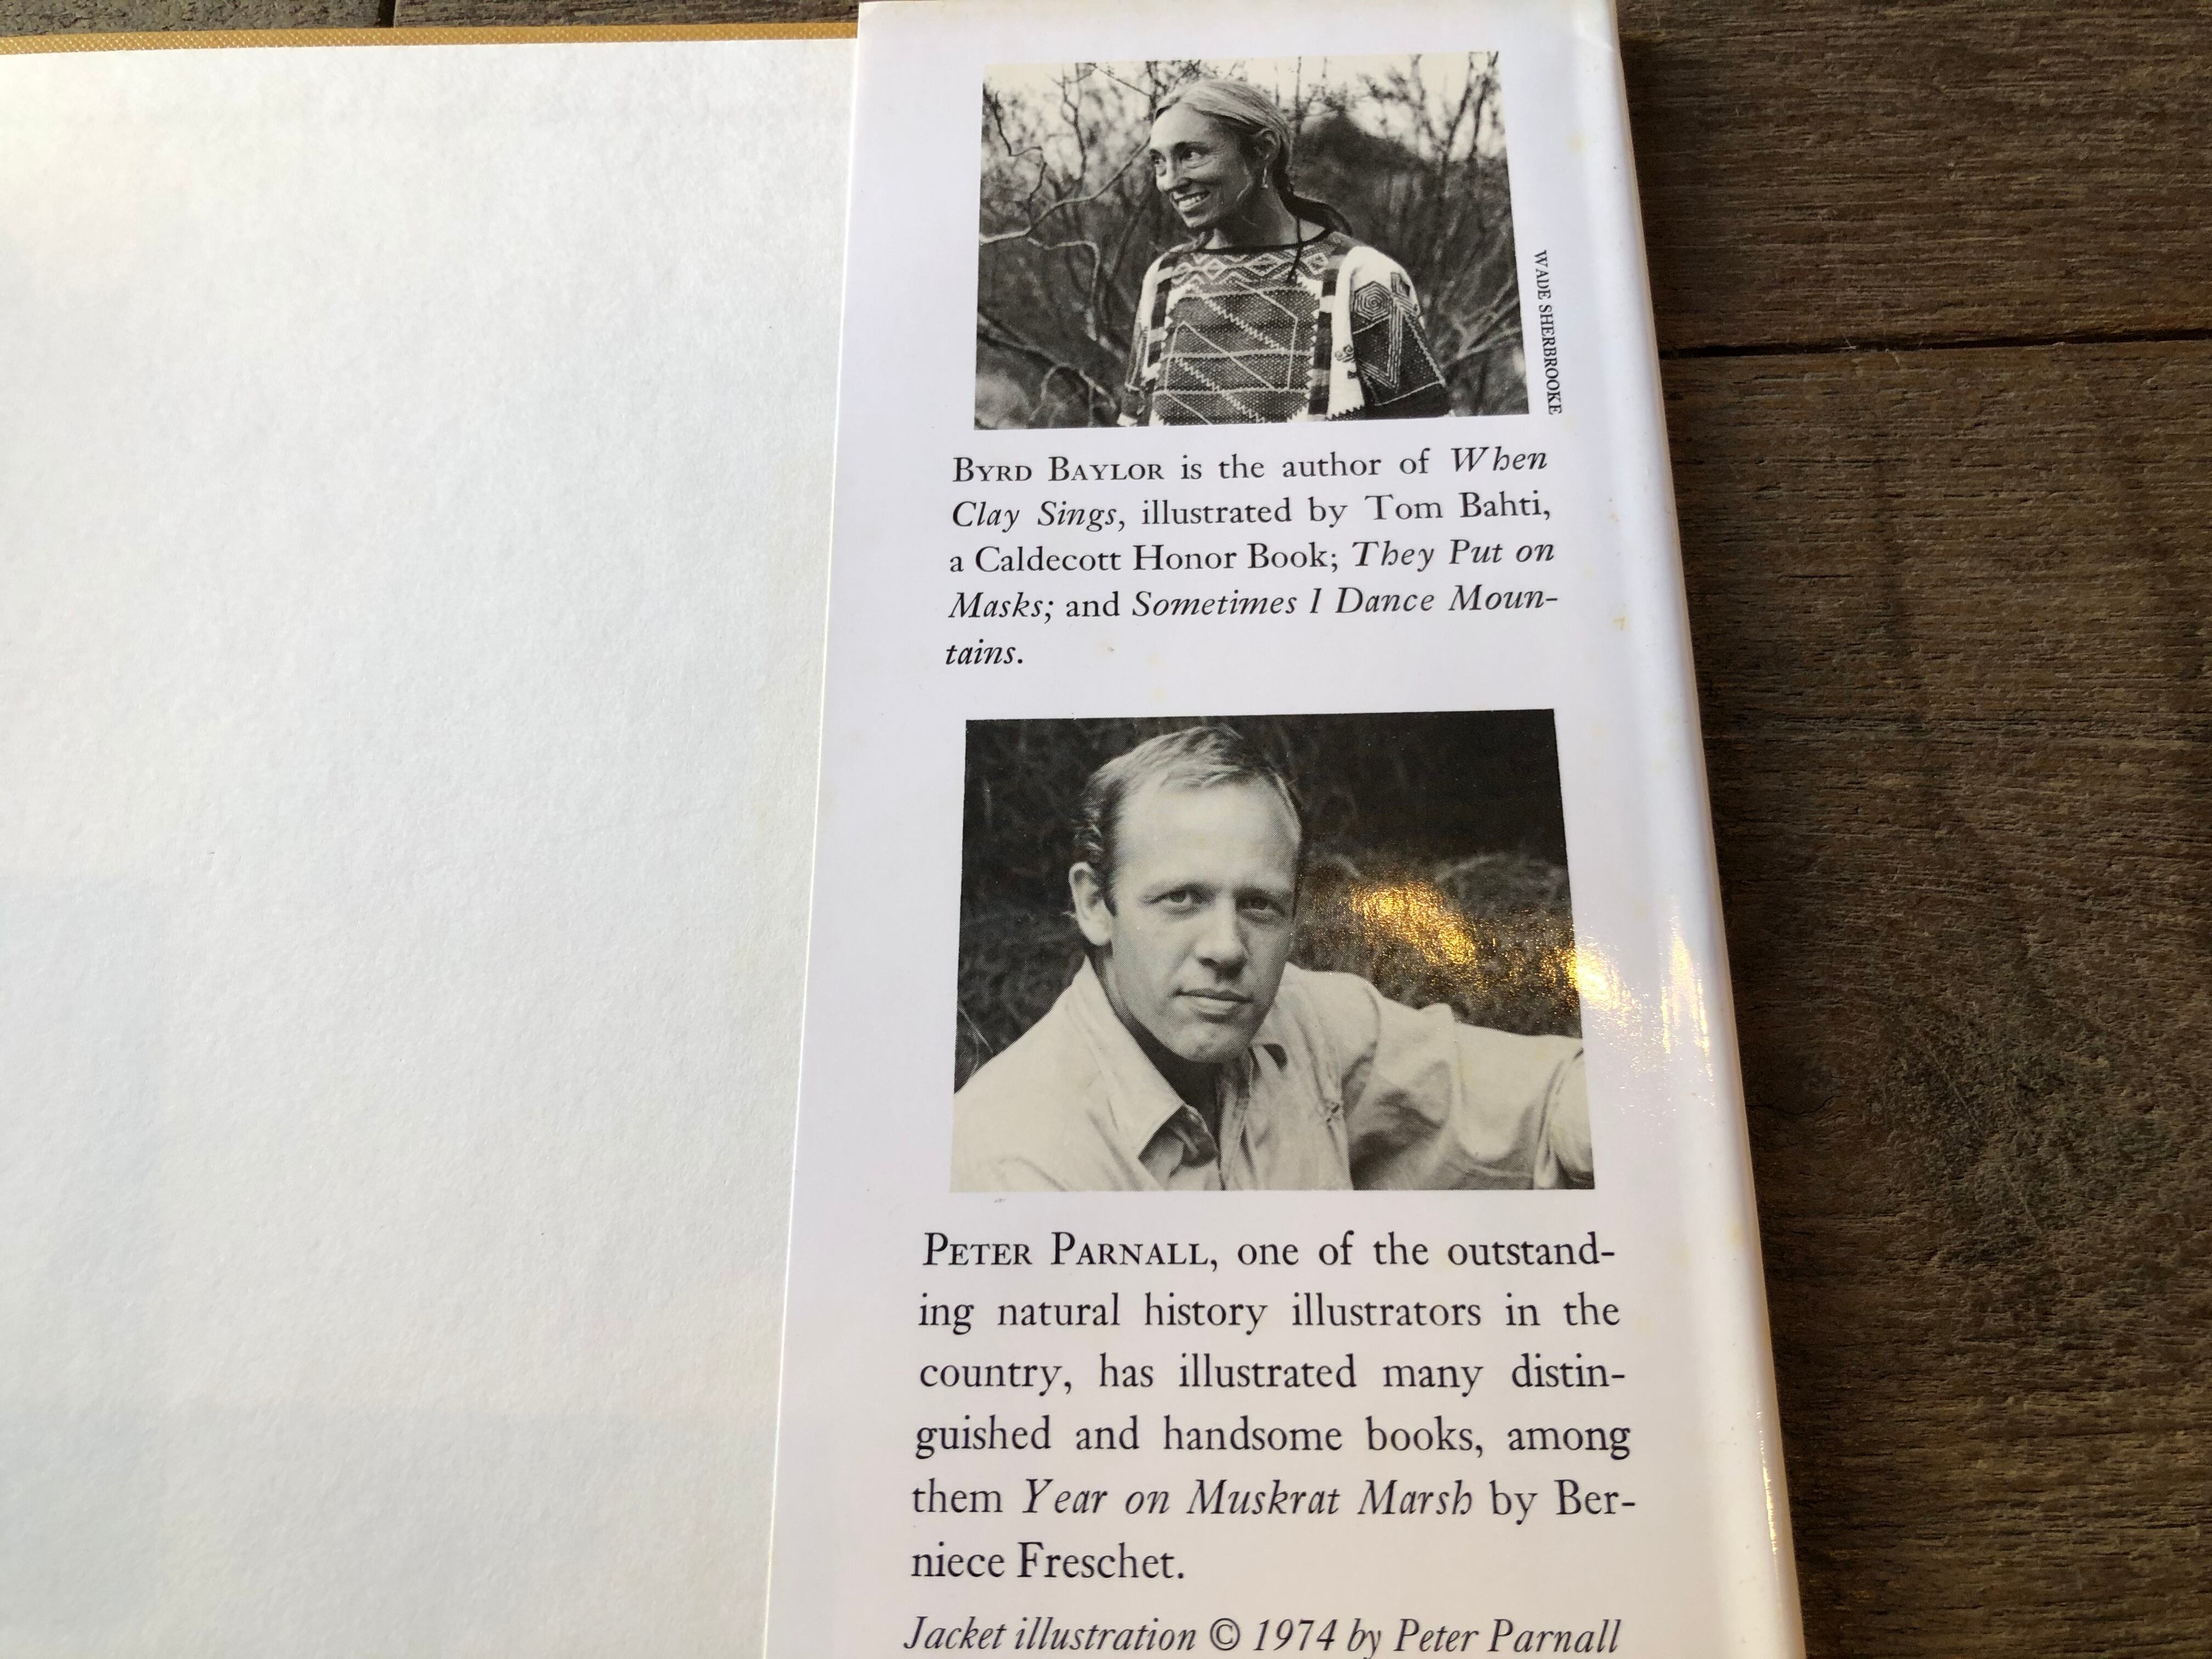 WADE SHERBROOKE
BYRD BAYLOR is the author of When
Clay Sings, illustrated by Tom Bahti,
a Caldecott Honor Book; They Put on
Masks; and Sometimes I Dance Moun-
tains.
PETER PARNALL, one of the outstand-
ing natural history illustrators in the
country, has illustrated many distin-
guished and handsome books, among
them Year on Muskrat Marsh by Ber-
niece Freschet.
Jacket illustration © 1974 by Peter Parnall